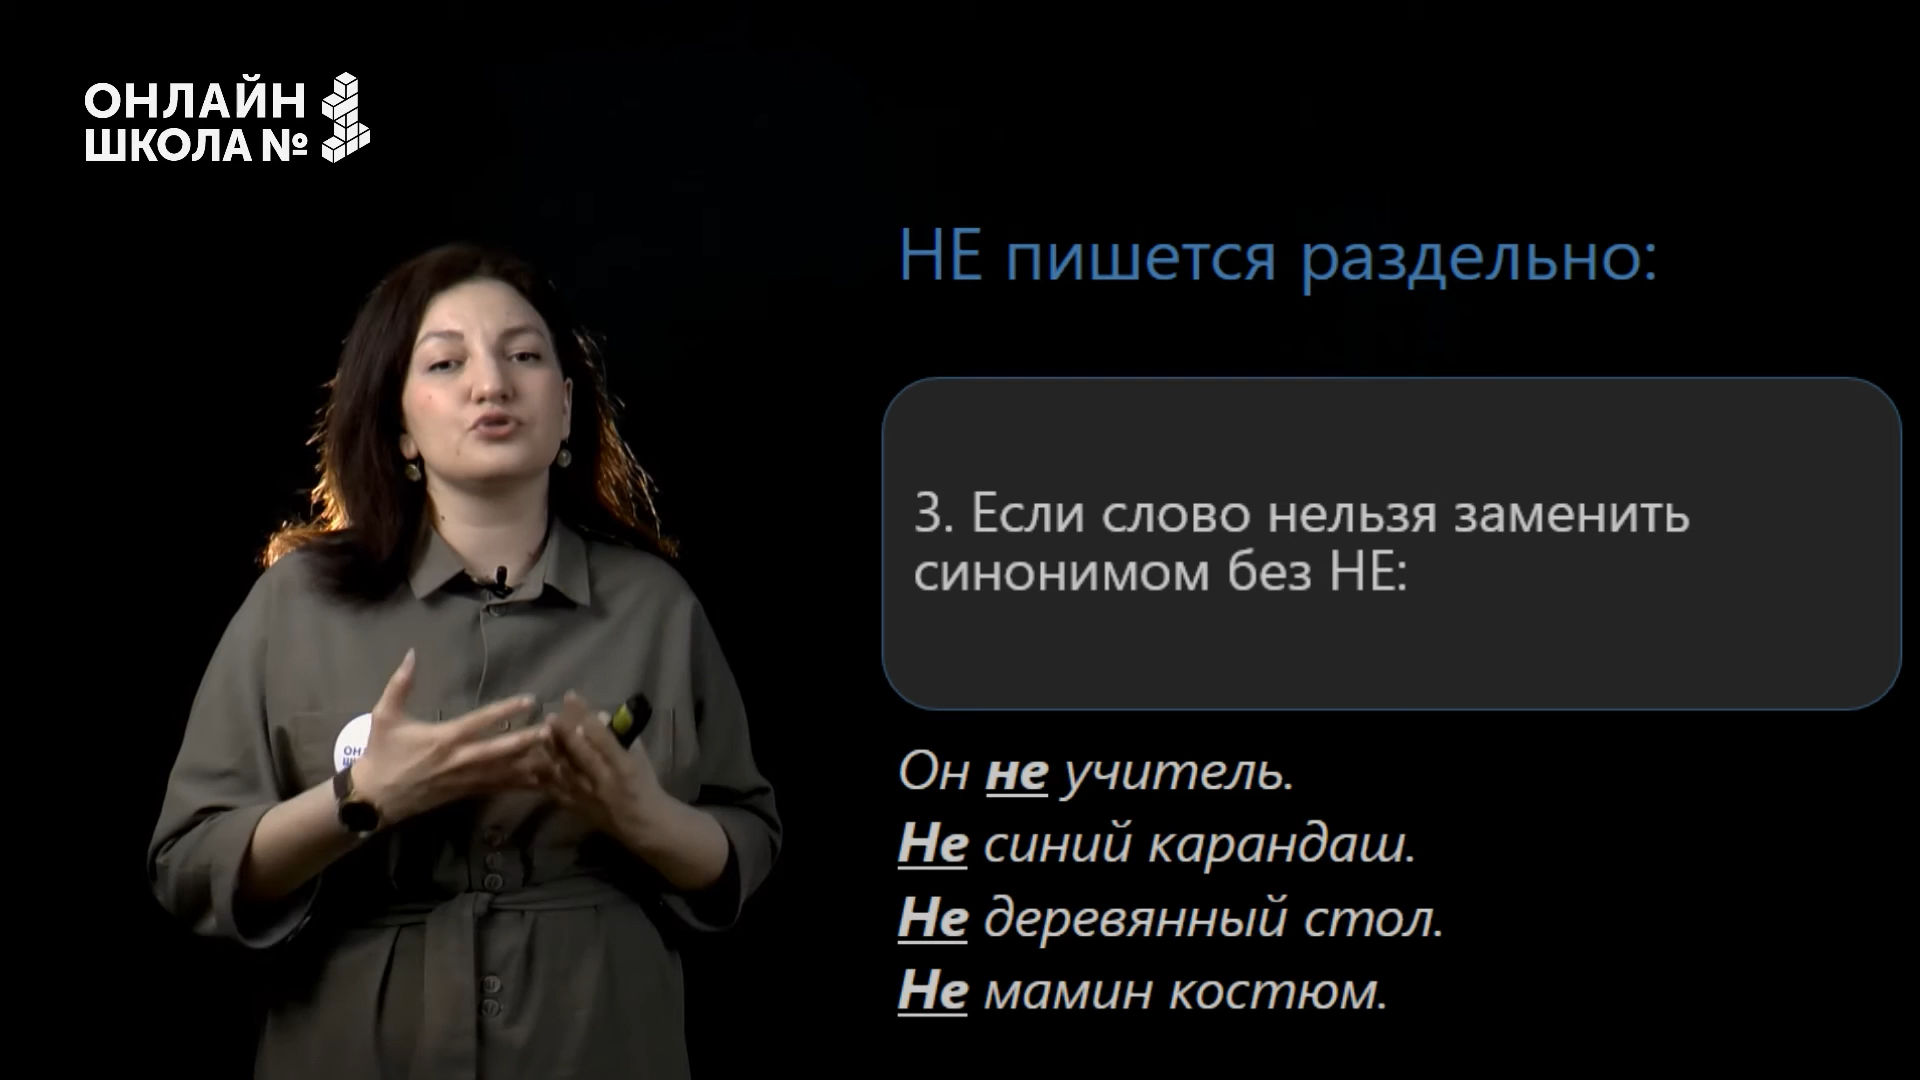 ОНЛАЙН
ШКОЛА №
НЕ пишется раздельно:
3. Если слово нельзя заменить
синонимом без НЕ:
Он не учитель.
Не синий карандаш.
Не деревянный стол.
Не мамин костюм.